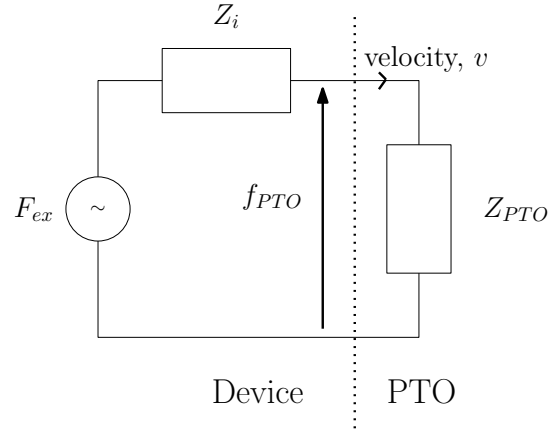 Z_i
velocity, v
F_ex
~
f_PTO
Z_PTO
Device
PTO